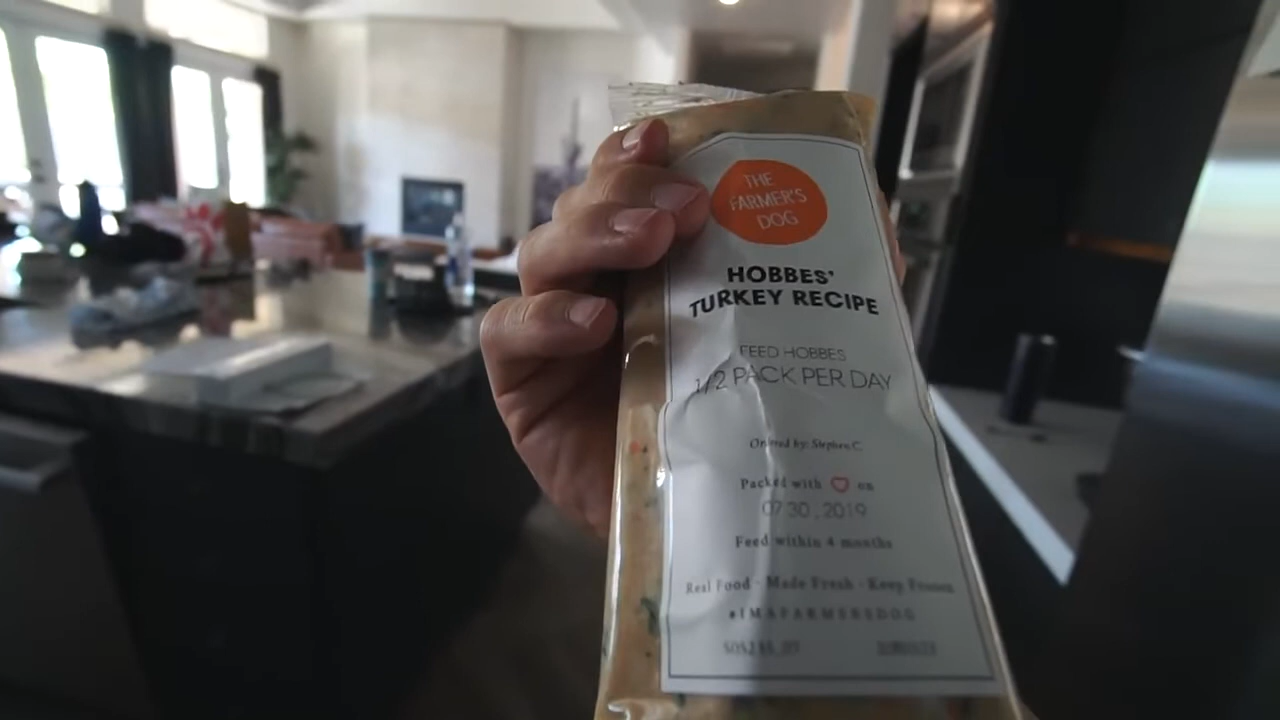 THE
FARMER'S
DOG
HOBBES'
TURKEY RECIPE
FEED HOBBES
1/2 PACK PER DAY
Ordered by: Stephen C.
Packed with on
07.30.2019
Feed within 4 months
Real Food · Made Fresh · Keep Frozen
#IMAFARMERSDOG